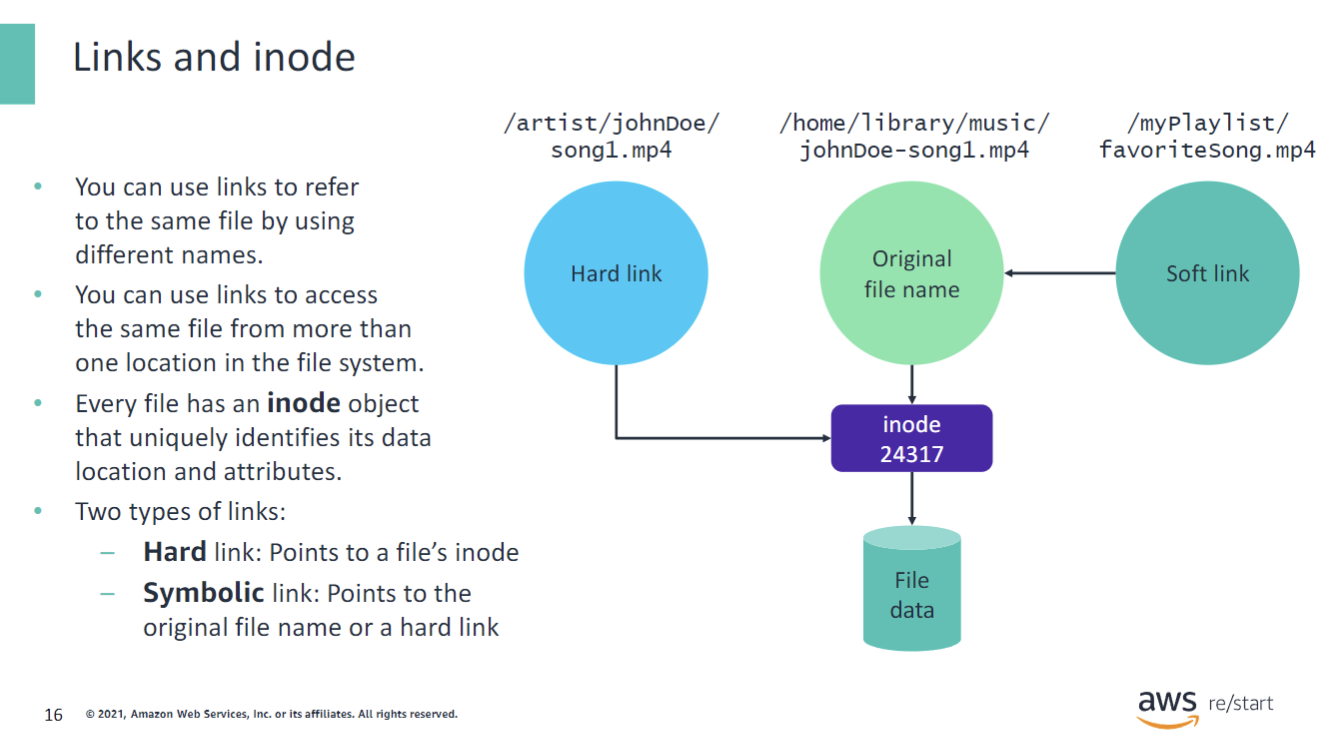 Links and inode
• You can use links to refer
to the same file by using
different names.
• You can use links to access
the same file from more than
one location in the file system.
• Every file has an inode object
that uniquely identifies its data
location and attributes.
• Two types of links:
– Hard link: Points to a file’s inode
– Symbolic link: Points to the
original file name or a hard link
/artist/johnDoe/
song1.mp4
Hard link
/home/library/music/
johnDoe-song1.mp4
Original
file name
/myPlaylist/
favoriteSong.mp4
Soft link
inode
24317
File
data
16 © 2021, Amazon Web Services, Inc. or its affiliates. All rights reserved.
aws re/start